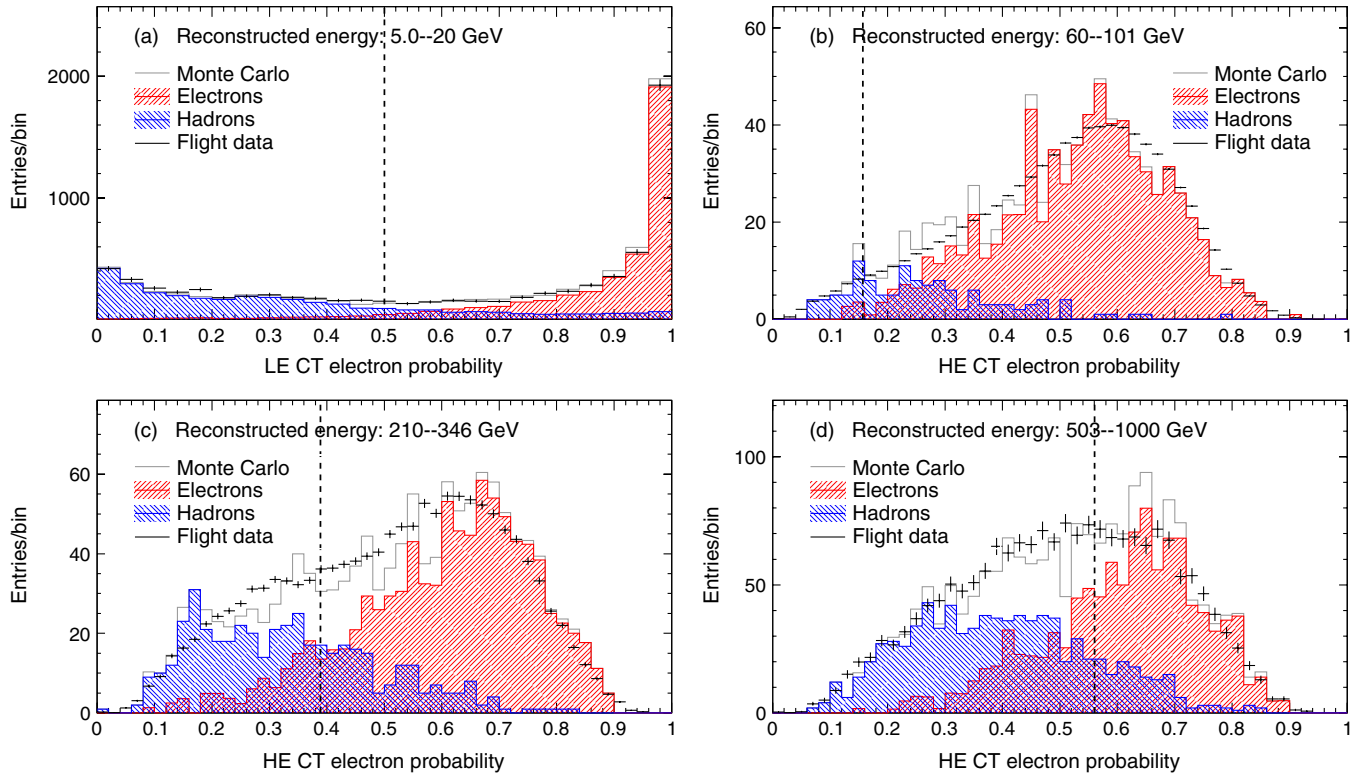 (a) Reconstructed energy: 5.0--20 GeV
Monte Carlo
Electrons
Hadrons
Flight data
Entries/bin
2000
1000
0 0.1 0.2 0.3 0.4 0.5 0.6 0.7 0.8 0.9 1
LE CT electron probability
(b) Reconstructed energy: 60--101 GeV
Monte Carlo
Electrons
Hadrons
Flight data
Entries/bin
60
40
20
0
0 0.1 0.2 0.3 0.4 0.5 0.6 0.7 0.8 0.9 1
HE CT electron probability
(c) Reconstructed energy: 210--346 GeV
Monte Carlo
Electrons
Hadrons
Flight data
Entries/bin
60
40
20
0
0 0.1 0.2 0.3 0.4 0.5 0.6 0.7 0.8 0.9 1
HE CT electron probability
(d) Reconstructed energy: 503--1000 GeV
Monte Carlo
Electrons
Hadrons
Flight data
Entries/bin
100
50
0
0 0.1 0.2 0.3 0.4 0.5 0.6 0.7 0.8 0.9 1
HE CT electron probability